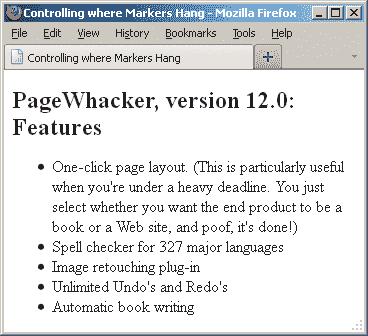 Controlling where Markers Hang - Mozilla Firefox
File Edit View History Bookmarks Tools Help
Controlling where Markers Hang
PageWhacker, version 12.0:
Features
One-click page layout. (This is particularly useful
when you're under a heavy deadline. You just
select whether you want the end product to be a
book or a Web site, and poof, it's done!)
Spell checker for 327 major languages
Image retouching plug-in
Unlimited Undo's and Redo's
Automatic book writing